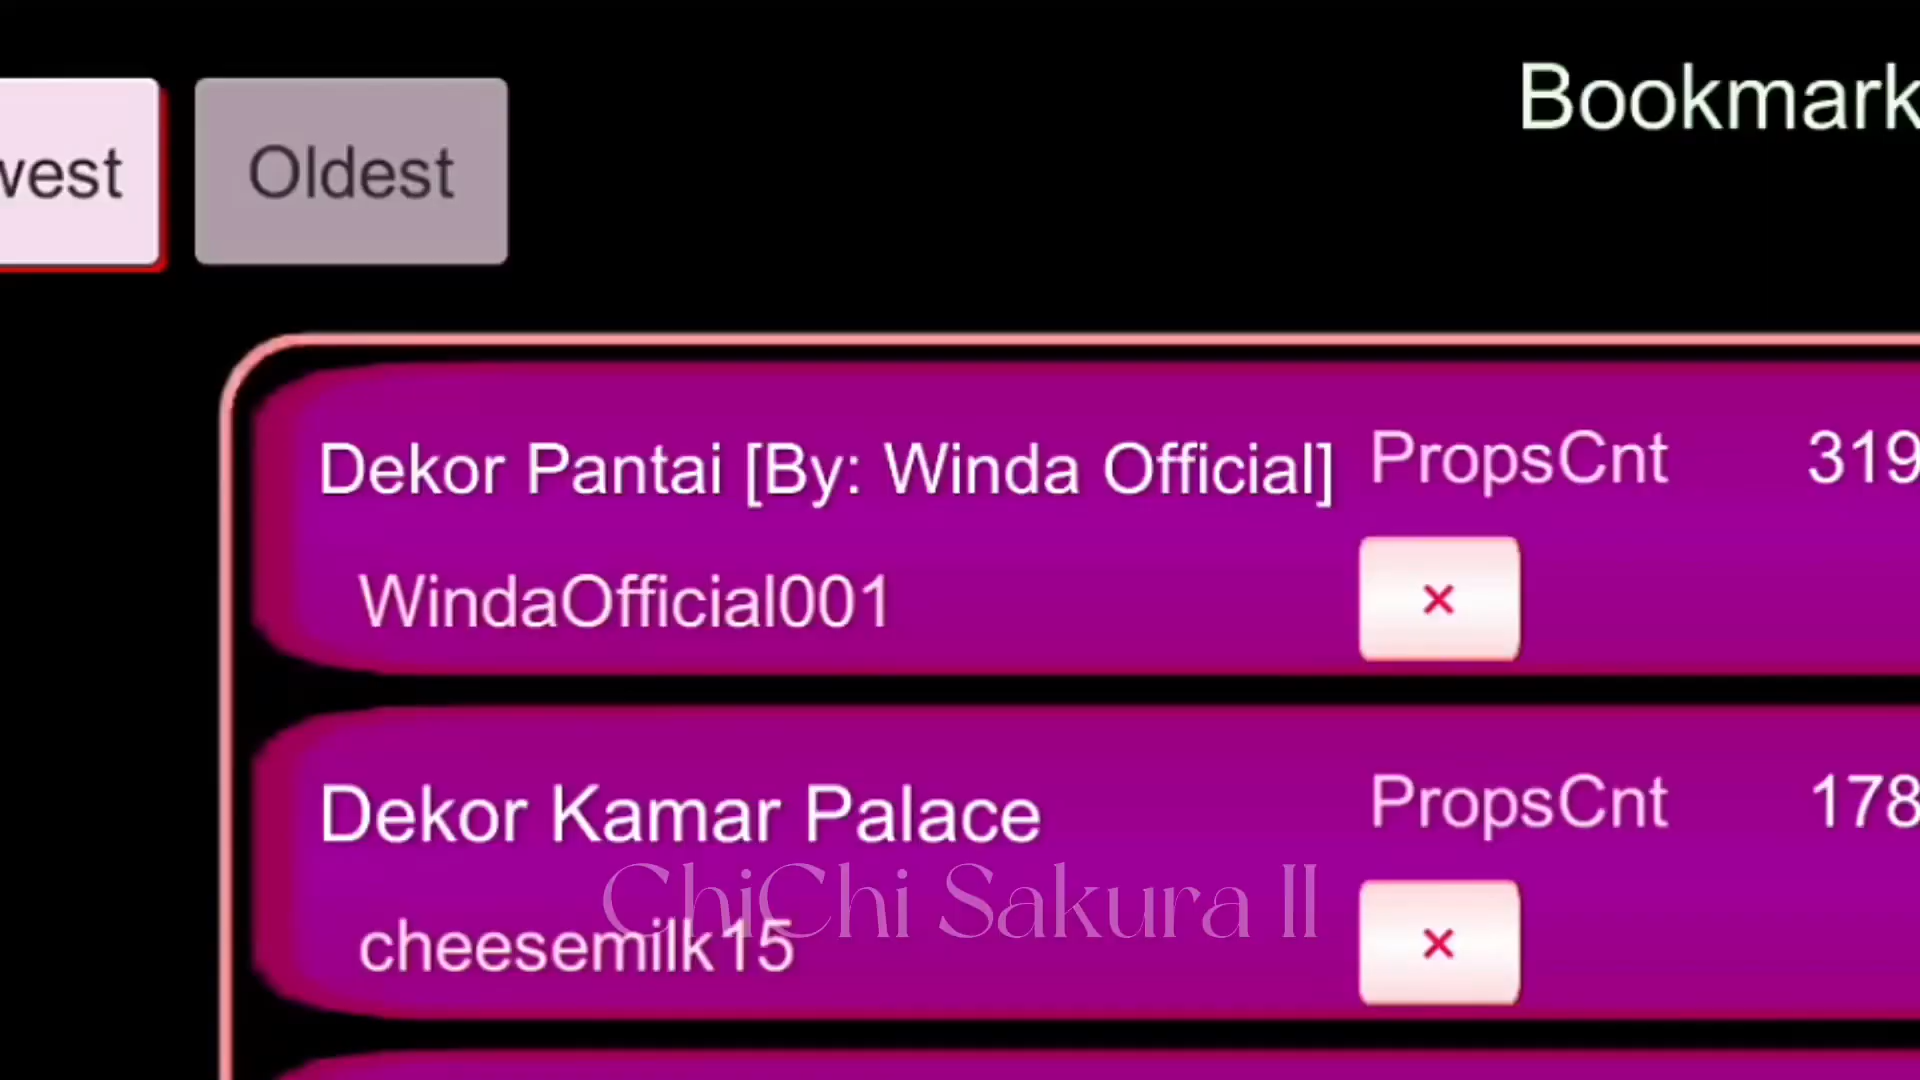 Bookmark
west Oldest
Dekor Pantai [By: Winda Official] PropsCnt 319
WindaOfficial001 ×
Dekor Kamar Palace PropsCnt 178
ChiChi Sakura II
cheesemilk15 ×